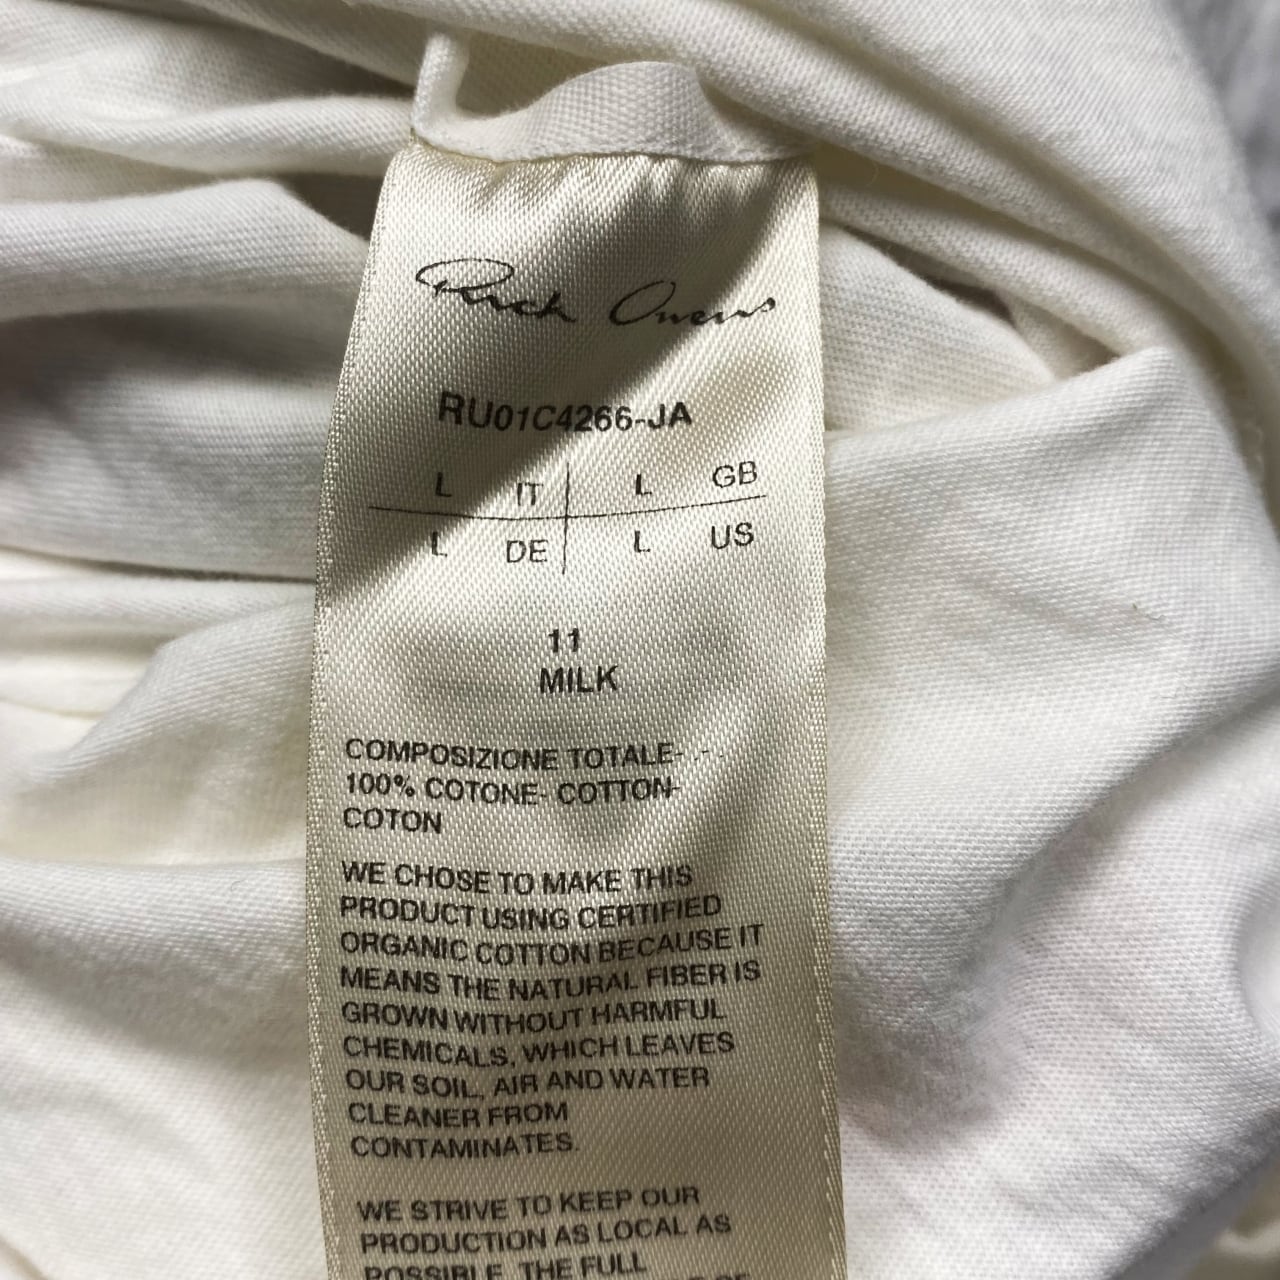 Rick Owens
RU01C4266-JA
L IT L GB
L DE L US
11
MILK
COMPOSIZIONE TOTALE- - -
100% COTONE- COTTON-
COTON
WE CHOSE TO MAKE THIS
PRODUCT USING CERTIFIED
ORGANIC COTTON BECAUSE IT
MEANS THE NATURAL FIBER IS
GROWN WITHOUT HARMFUL
CHEMICALS, WHICH LEAVES
OUR SOIL, AIR AND WATER
CLEANER FROM
CONTAMINATES.
WE STRIVE TO KEEP OUR
PRODUCTION AS LOCAL AS
POSSIBLE, THE FULL